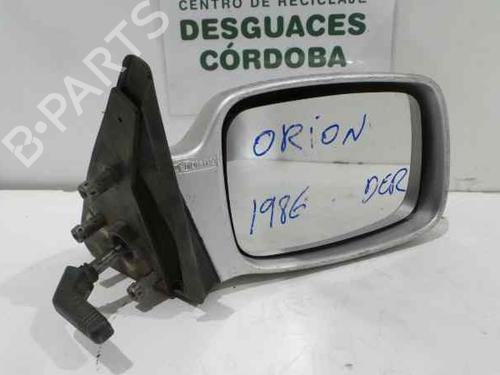 CENTRO DE RECICLAJE
DESGUACES
CÓRDOBA
B-PARTS
ORION
1986 DER